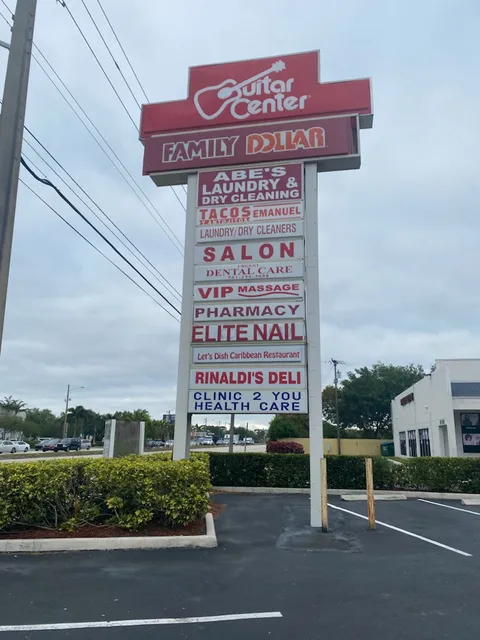 Guitar
Center
FAMILY DOLLAR
ABE'S
LAUNDRY &
DRY CLEANING
TACOS EMANUEL
LAUNDRY/DRY CLEANERS
SALON
DENTAL CARE
VIP MASSAGE
PHARMACY
ELITE NAIL
Let's Dish Caribbean Restaurant
RINALDI'S DELI
CLINIC 2 YOU
HEALTH CARE